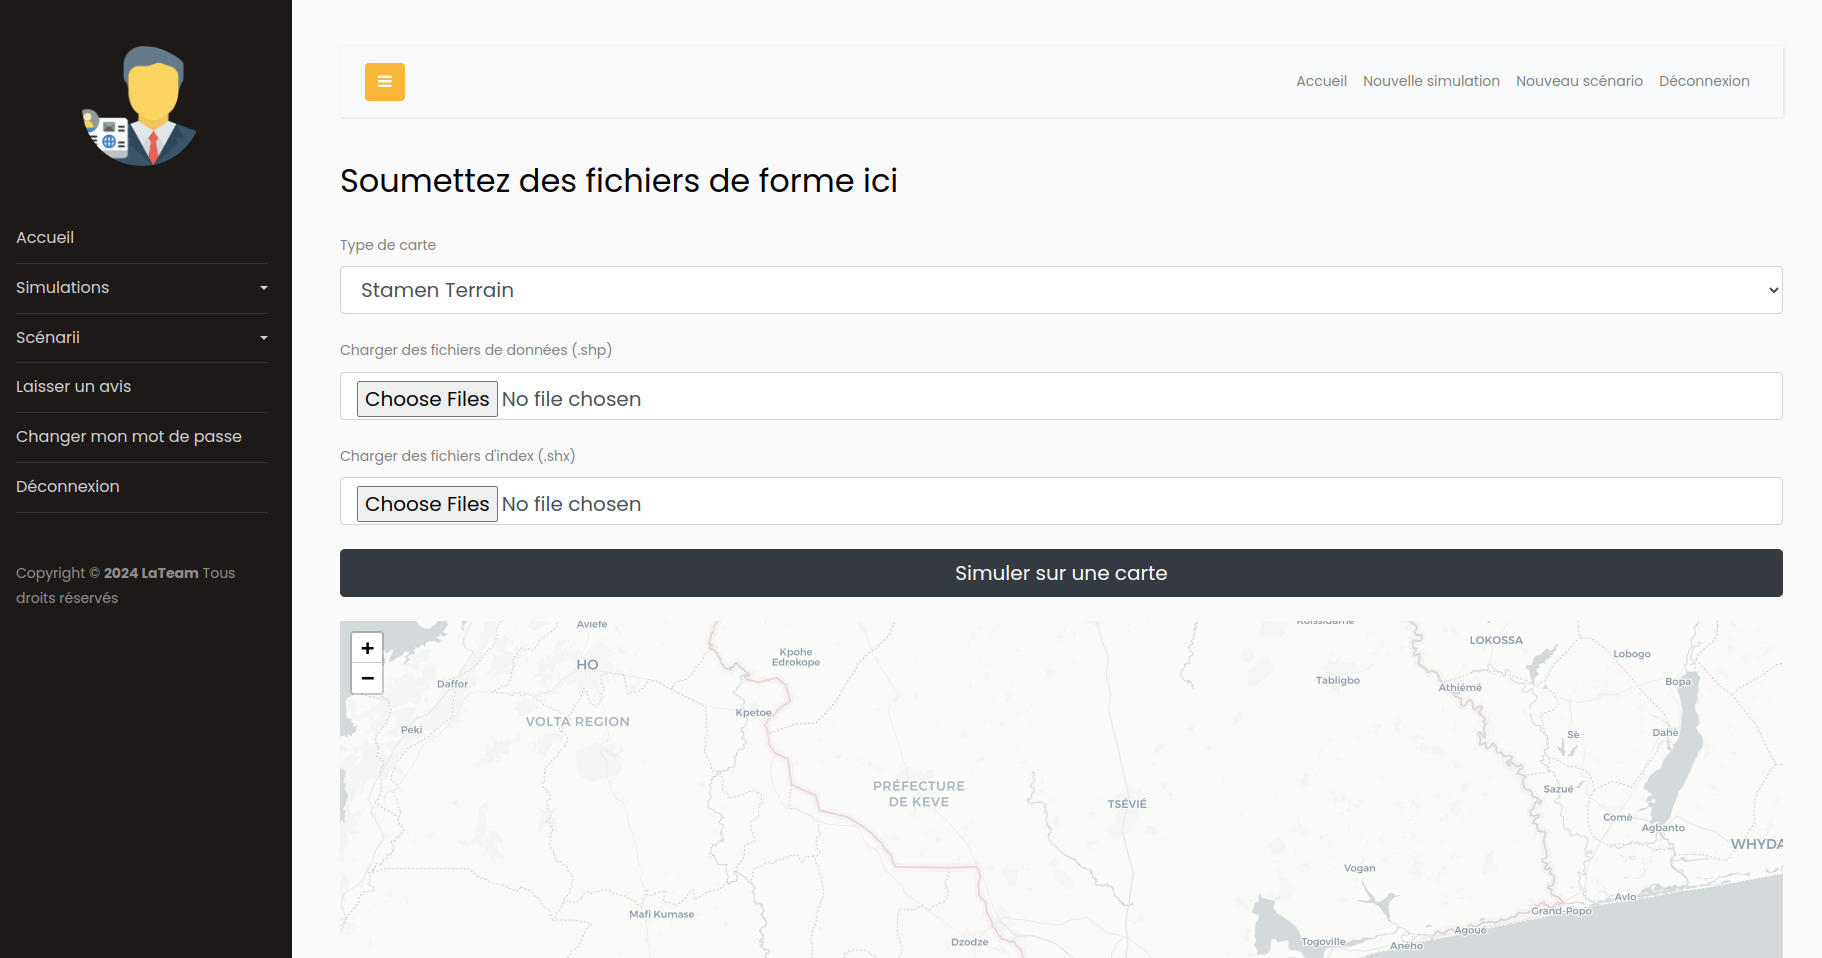 Accueil
Simulations
Scénarii
Laisser un avis
Changer mon mot de passe
Déconnexion
Copyright © 2024 LaTeam Tous
droits réservés
Accueil Nouvelle simulation Nouveau scénario Déconnexion
Soumettez des fichiers de forme ici
Type de carte
Stamen Terrain
Charger des fichiers de données (.shp)
Choose Files No file chosen
Charger des fichiers d'index (.shx)
Choose Files No file chosen
Simuler sur une carte
+
−
Aviefe
HO
Daffor
VOLTA REGION
Peki
Kpohe
Edrokope
Kpetoe
PRÉFECTURE
DE KEVE
TSÉVIÉ
Mafi Kumase
Dzodze
Tabligbo
LOKOSSA
Lobogo
Athiémé
Bopa
Sè
Dahè
Sazué
Comè
Agbanto
WHYDA
Vogan
Avlo
Grand-Popo
Agoué
Togoville
Aného